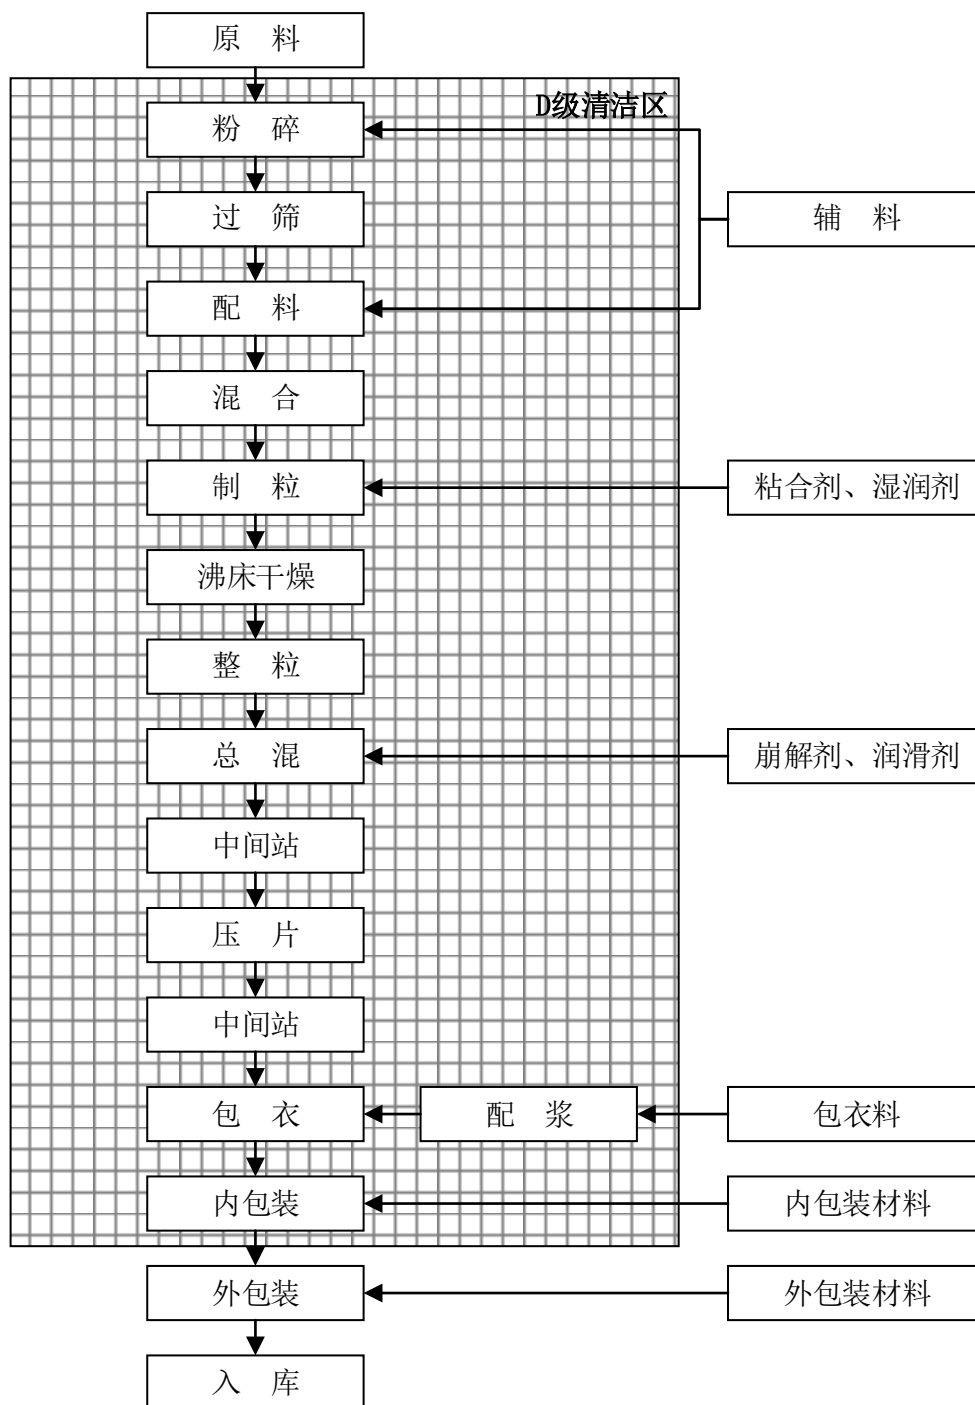 原 料
D级清洁区
粉 碎
过 筛
辅 料
配 料
混 合
制 粒
粘合剂、湿润剂
沸床干燥
整 粒
总 混
崩解剂、润滑剂
中间站
压 片
中间站
包 衣
配 浆
包衣料
内包装
内包装材料
外包装
外包装材料
入 库